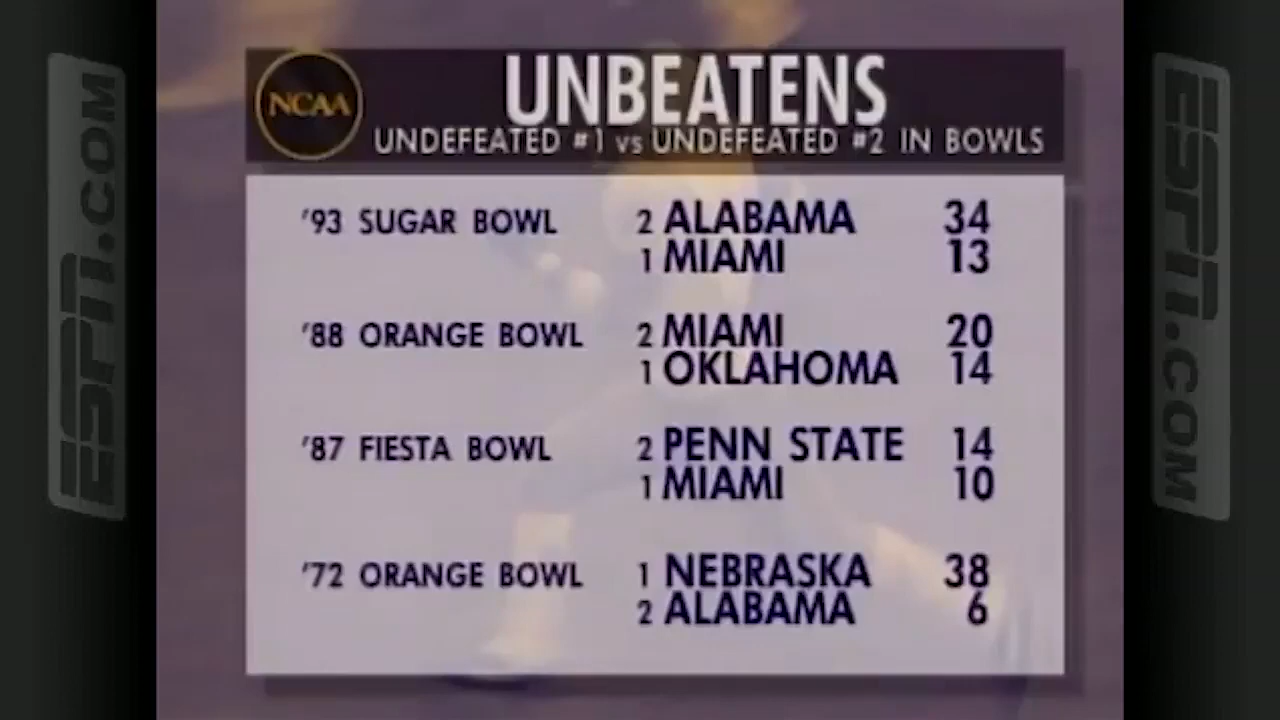 ESPN.COM
NCAA
UNBEATENS
UNDEFEATED #1 vs UNDEFEATED #2 IN BOWLS
'93 SUGAR BOWL 2 ALABAMA 34
1 MIAMI 13
'88 ORANGE BOWL 2 MIAMI 20
1 OKLAHOMA 14
'87 FIESTA BOWL 2 PENN STATE 14
1 MIAMI 10
'72 ORANGE BOWL 1 NEBRASKA 38
2 ALABAMA 6
ESPN.COM